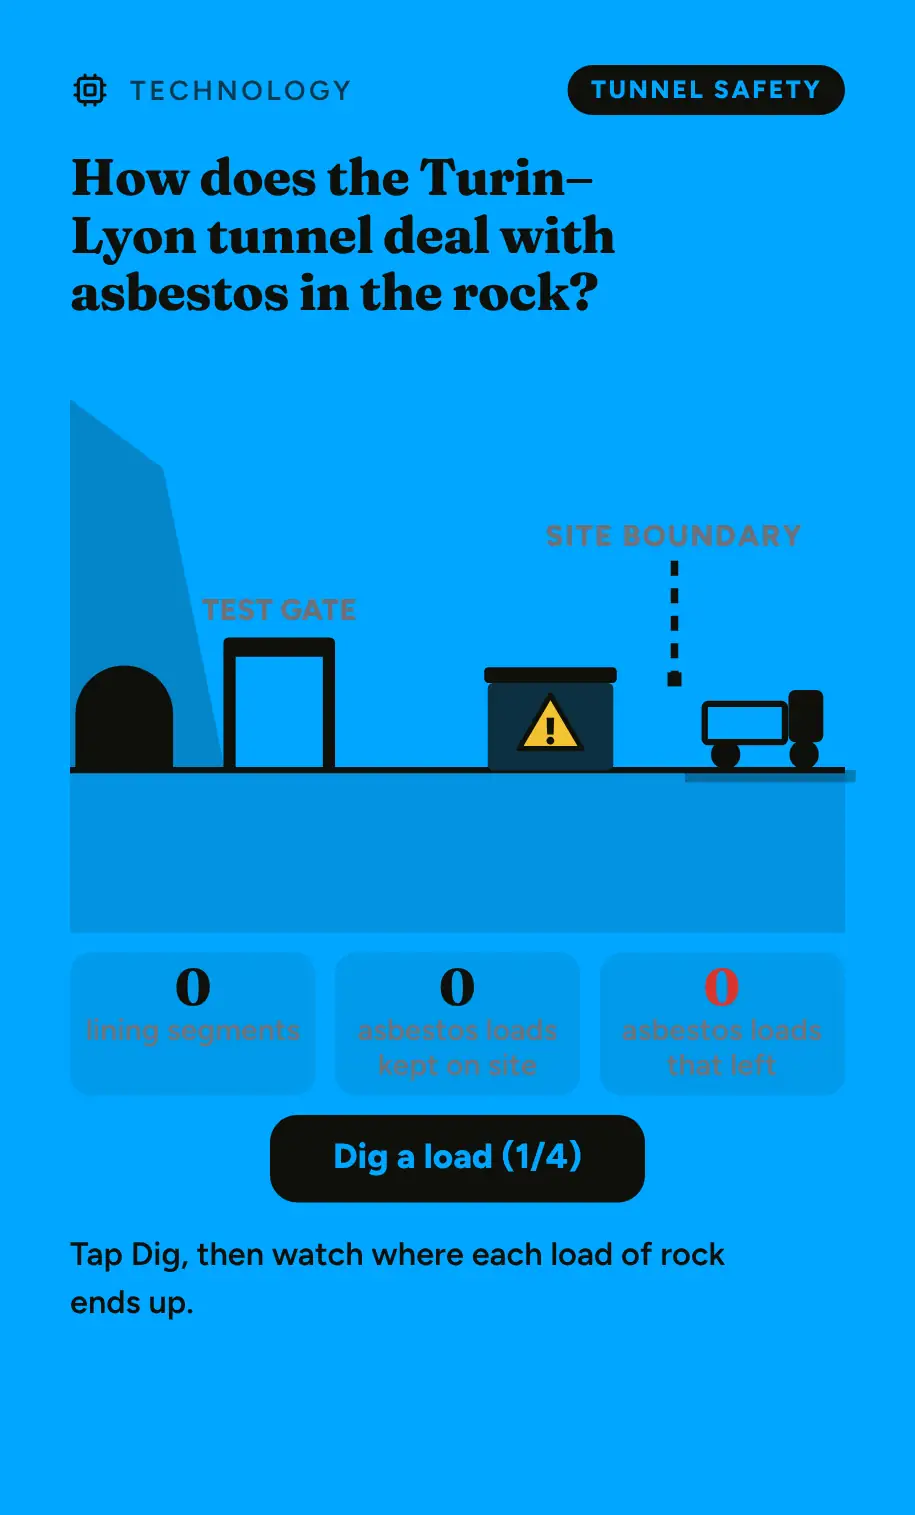 TECHNOLOGY
TUNNEL SAFETY
How does the Turin–
Lyon tunnel deal with
asbestos in the rock?
SITE BOUNDARY
TEST GATE
0
lining segments
0
asbestos loads
kept on site
0
asbestos loads
that left
Dig a load (1/4)
Tap Dig, then watch where each load of rock
ends up.